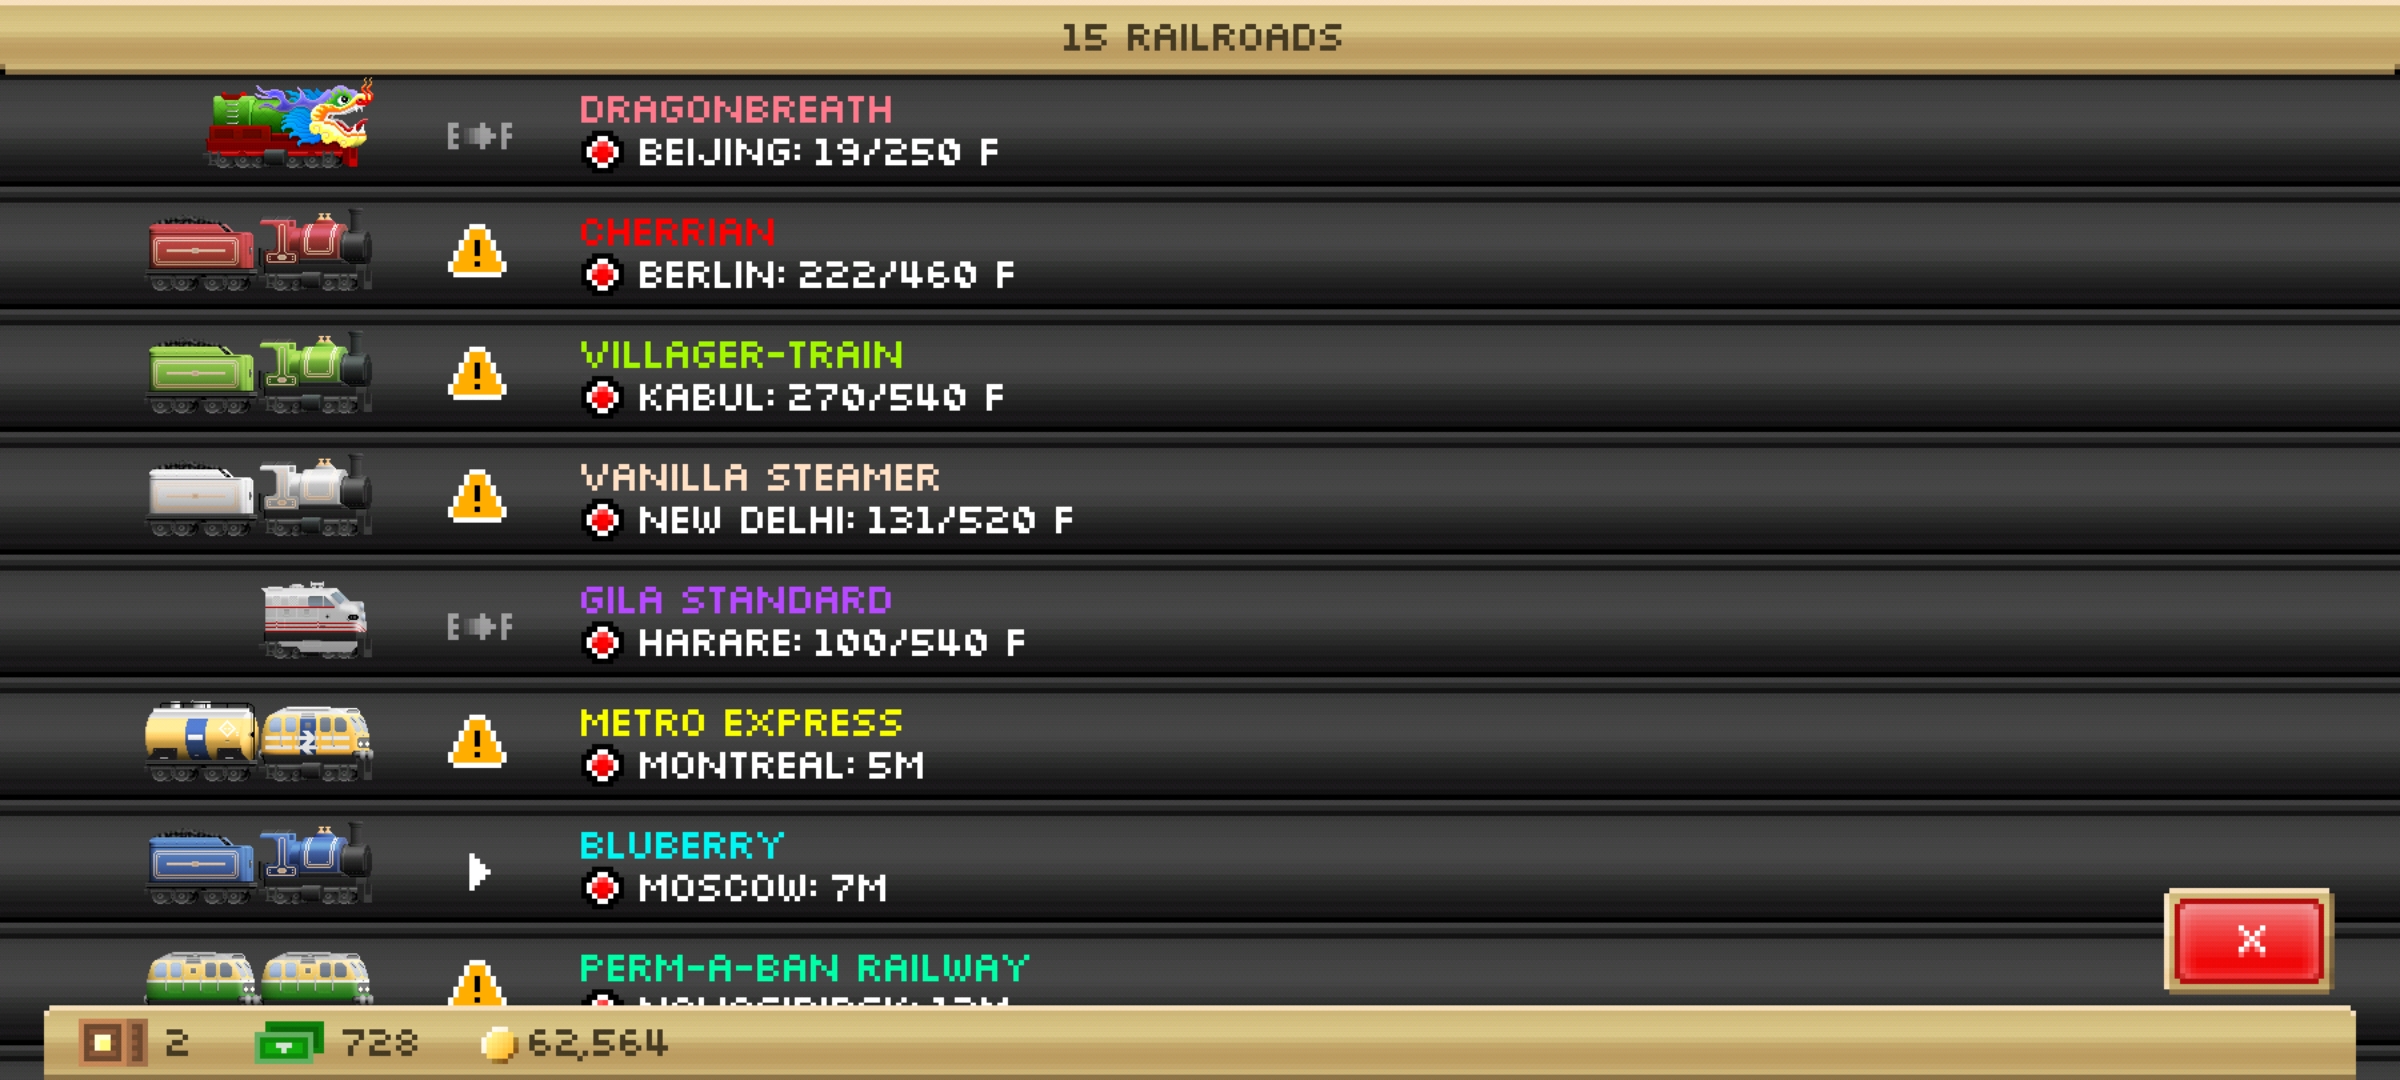 15 RAILROADS
DRAGONBREATH
E F
BEIJING: 19/250 F
CHERRIAN
BERLIN: 222/460 F
VILLAGER-TRAIN
KABUL: 270/540 F
VANILLA STEAMER
NEW DELHI: 131/520 F
GILA STANDARD
E F
HARARE: 100/540 F
METRO EXPRESS
MONTREAL: 5M
BLUBERRY
MOSCOW: 7M
PERM-A-BAN RAILWAY
X
2 728 62,564